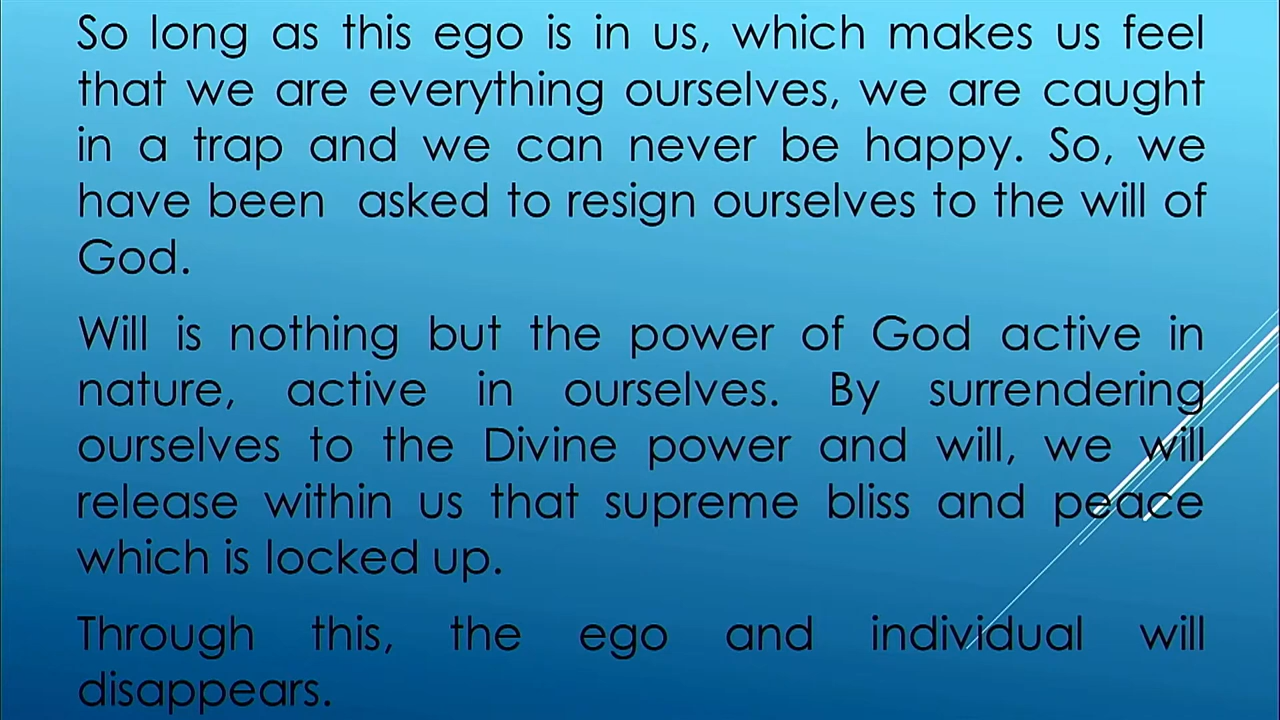 So long as this ego is in us, which makes us feel
that we are everything ourselves, we are caught
in a trap and we can never be happy. So, we
have been  asked to resign ourselves to the will of
God.
Will is nothing but the power of God active in
nature, active in ourselves. By surrendering
ourselves to the Divine power and will, we will
release within us that supreme bliss and peace
which is locked up.
Through this, the ego and individual will
disappears.